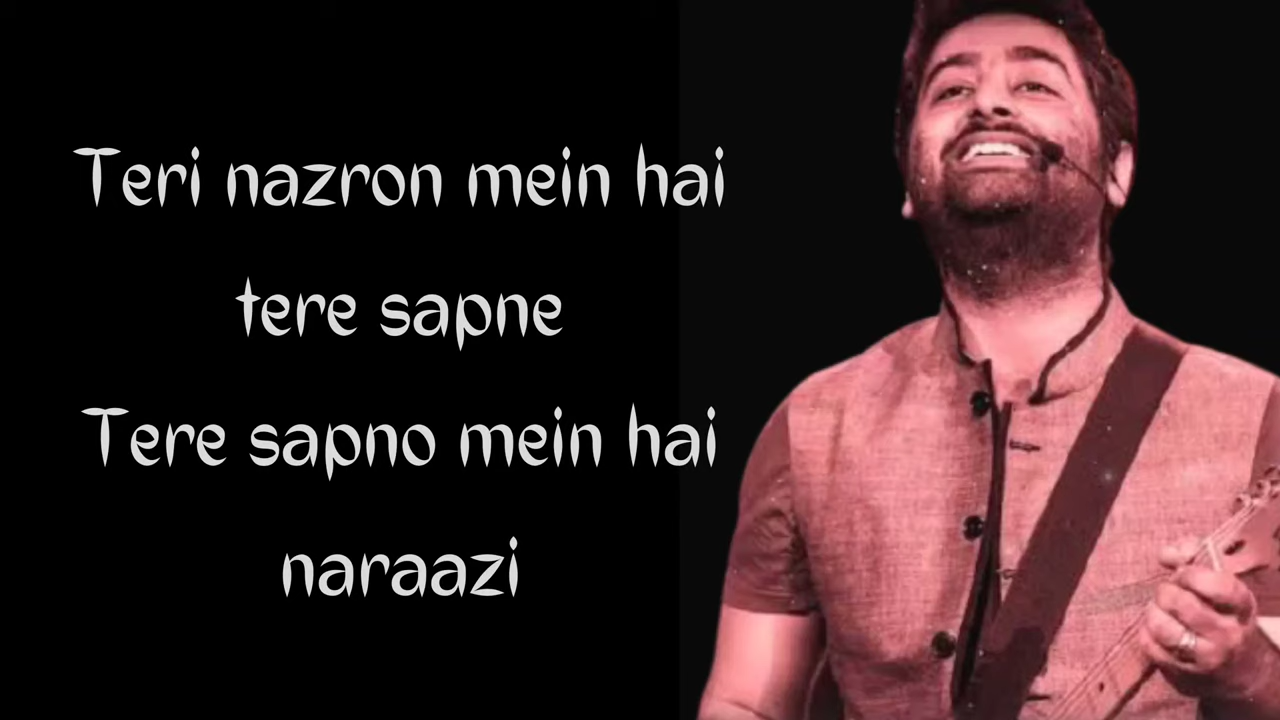 Teri nazron mein hai
tere sapne
Tere sapno mein hai
naraazi